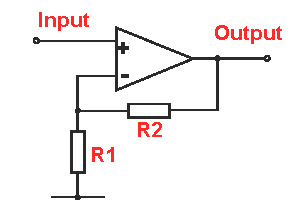 Input
Output
+
-
R2
R1